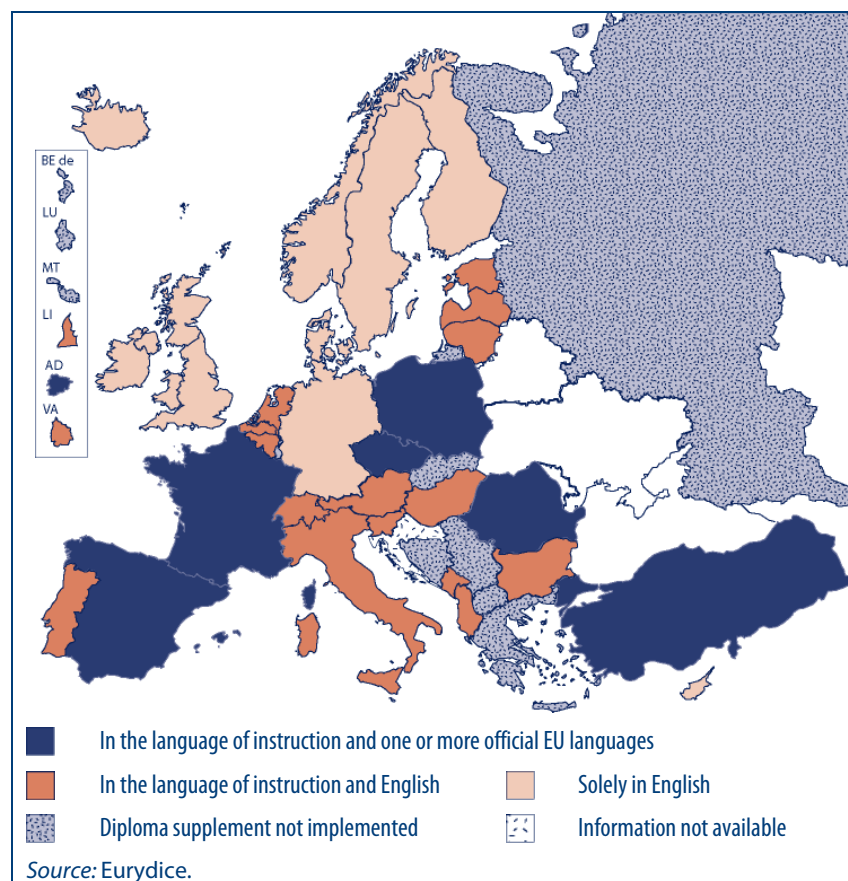 BE de
LU
MT
LI
AD
VA
In the language of instruction and one or more official EU languages
In the language of instruction and English
Solely in English
Diploma supplement not implemented
Information not available
Source: Eurydice.